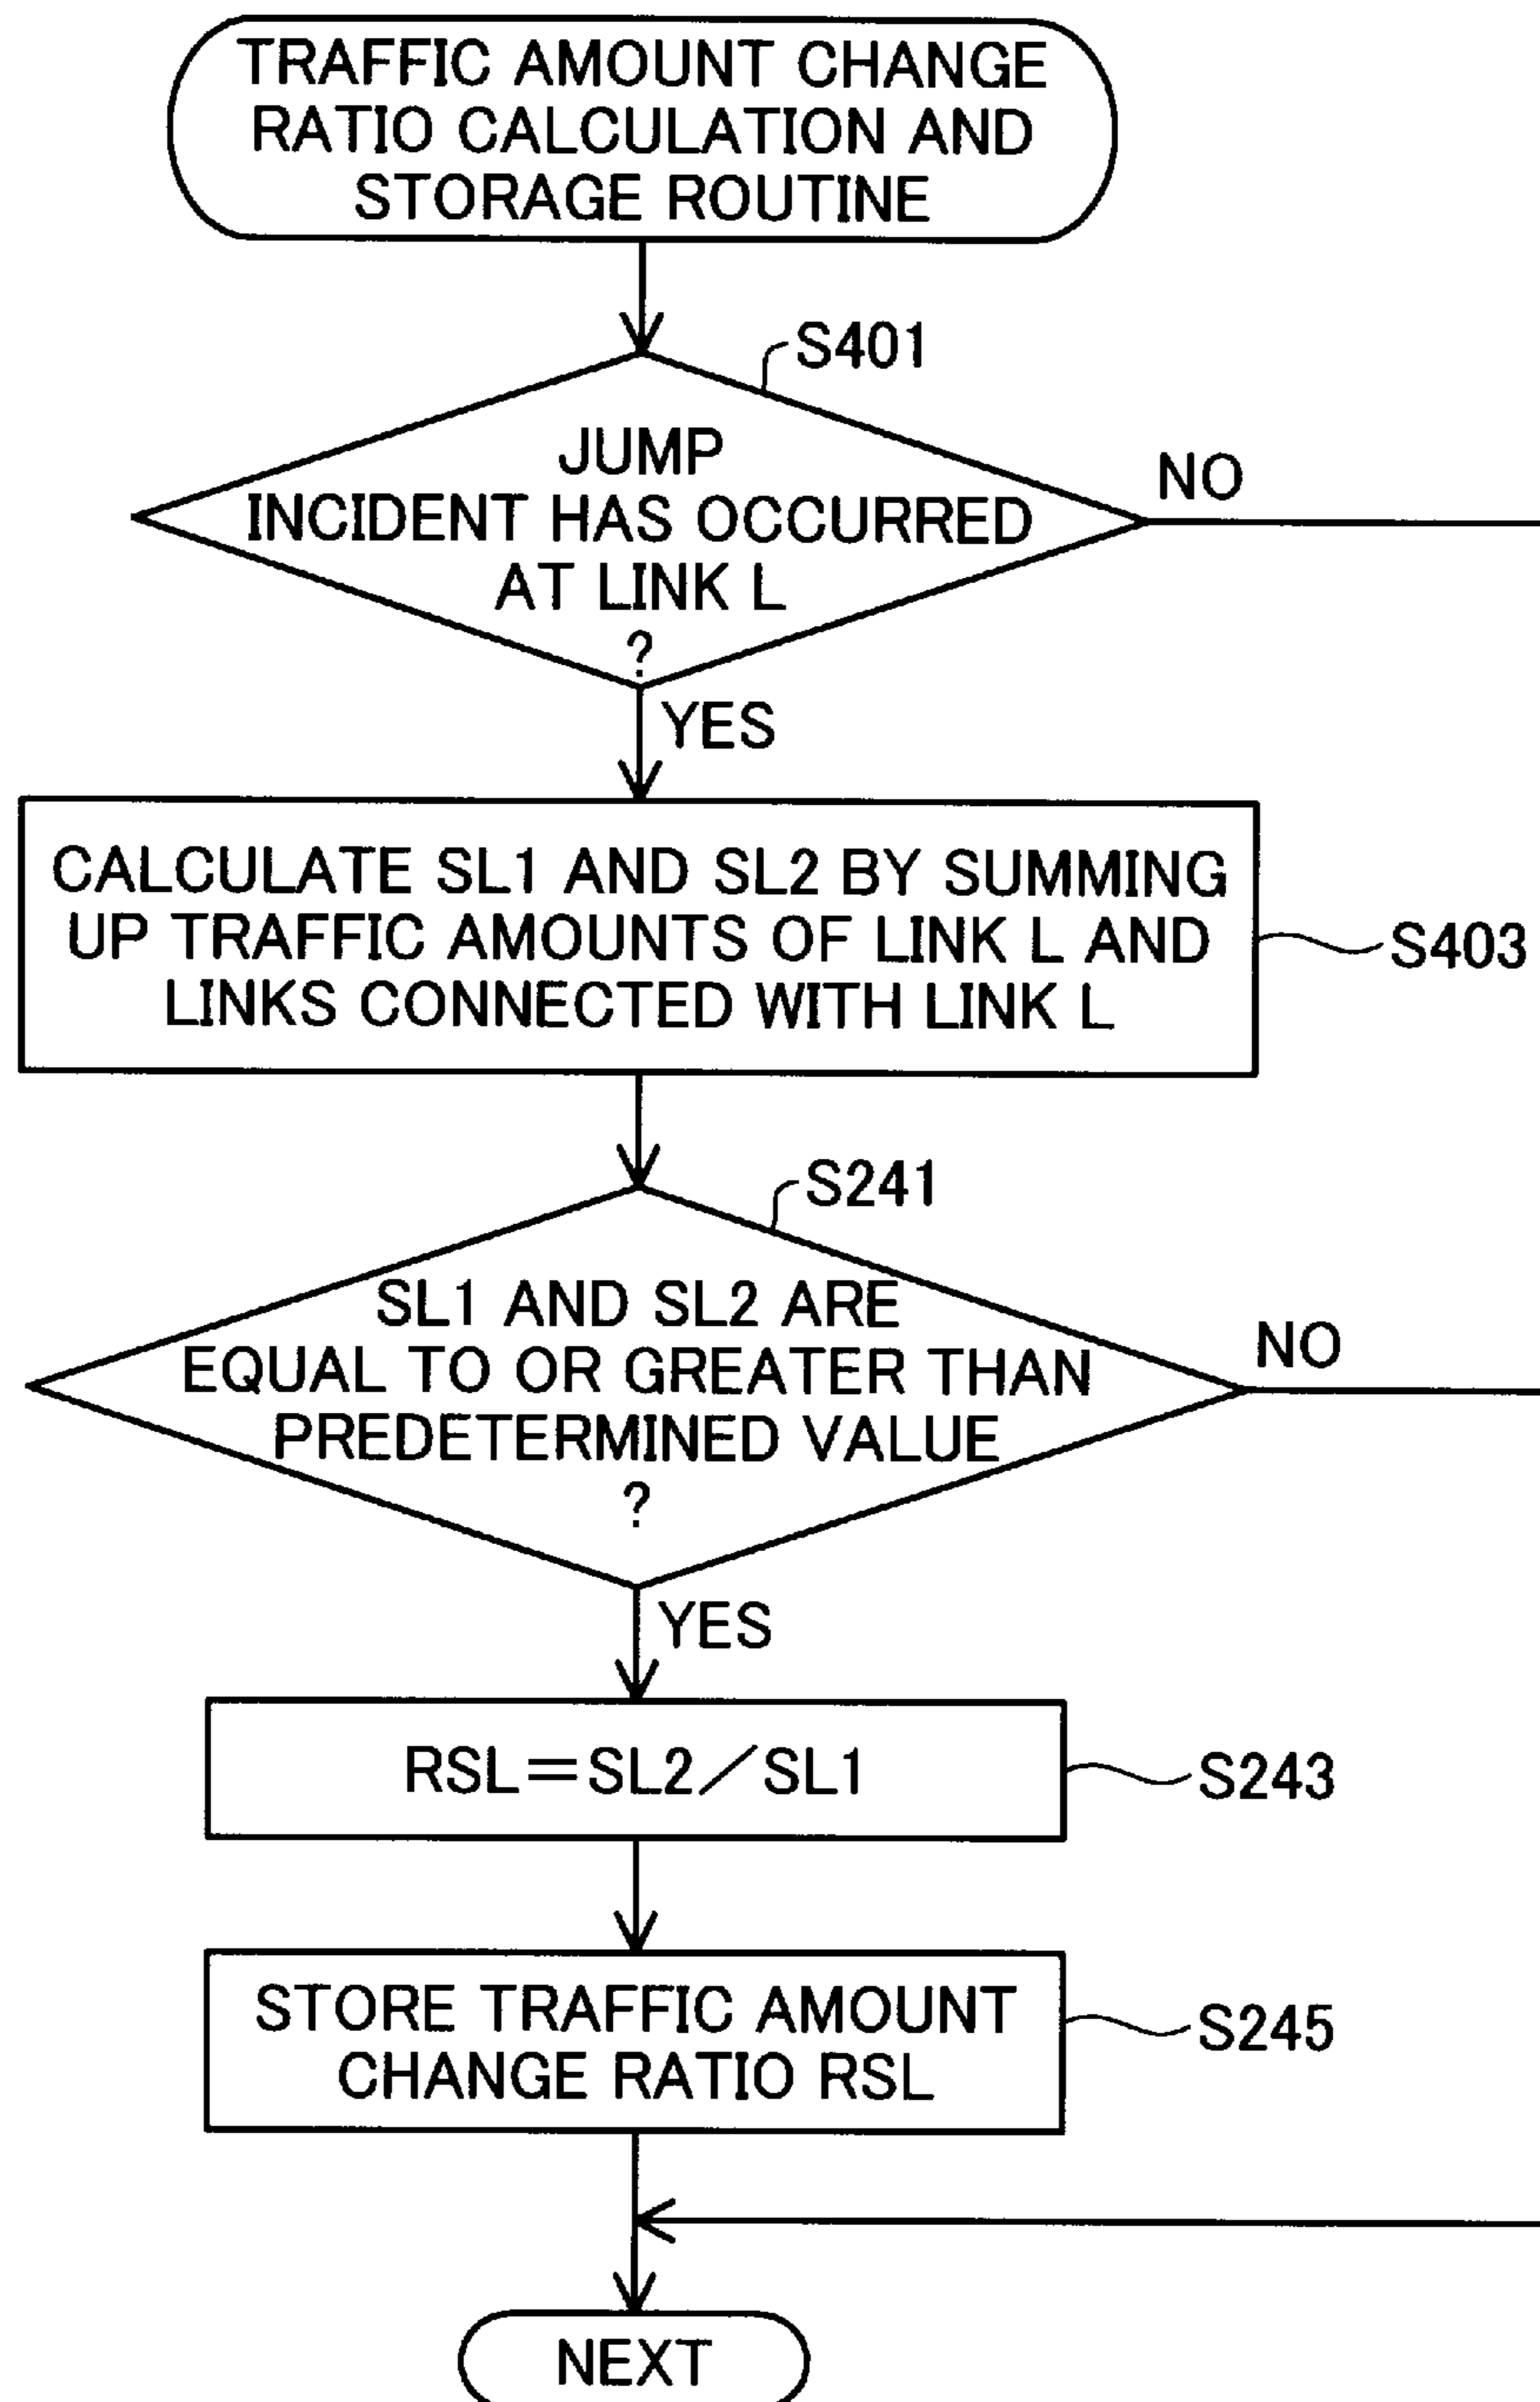 TRAFFIC AMOUNT CHANGE
RATIO CALCULATION AND
STORAGE ROUTINE
S401
JUMP
INCIDENT HAS OCCURRED
AT LINK L
?
NO
YES
CALCULATE SL1 AND SL2 BY SUMMING
UP TRAFFIC AMOUNTS OF LINK L AND
LINKS CONNECTED WITH LINK L
S403
S241
SL1 AND SL2 ARE
EQUAL TO OR GREATER THAN
PREDETERMINED VALUE
?
NO
YES
RSL=SL2/SL1
S243
STORE TRAFFIC AMOUNT
CHANGE RATIO RSL
S245
NEXT